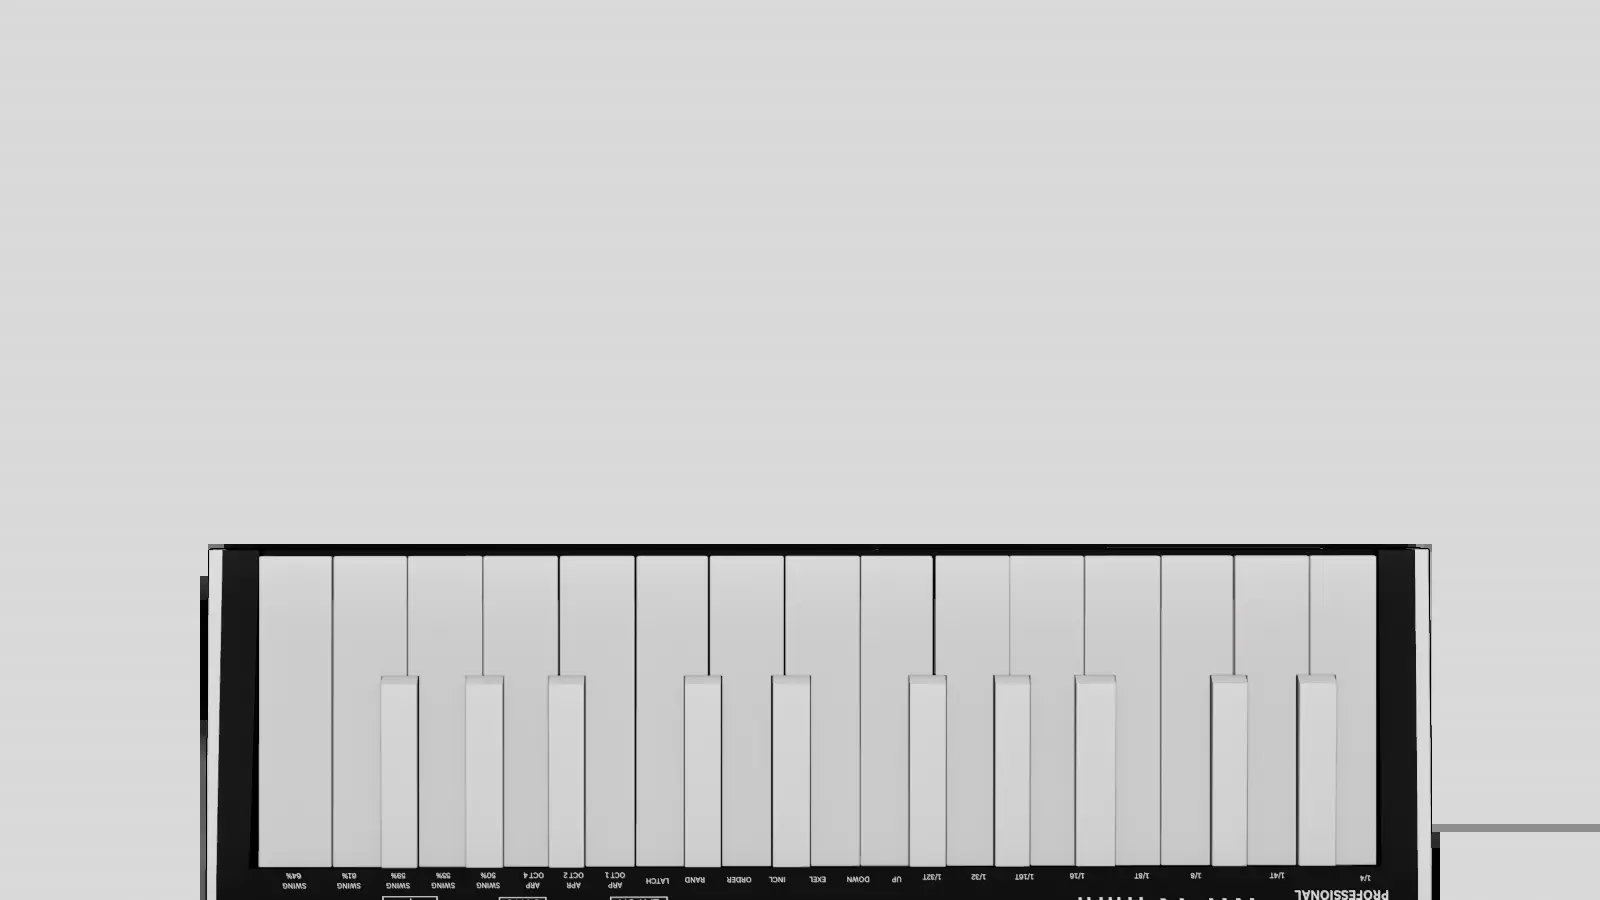 PROFESSIONAL
1/4 1/4T 1/8 1/8T 1/16 1/16T 1/32 1/32T UP DOWN EXEL INCL ORDER RAND LATCH
ARP
OCT 1
APR
OCT 2
ARP
OCT 4
SWING
50%
SWING
55%
SWING
59%
SWING
61%
SWING
64%